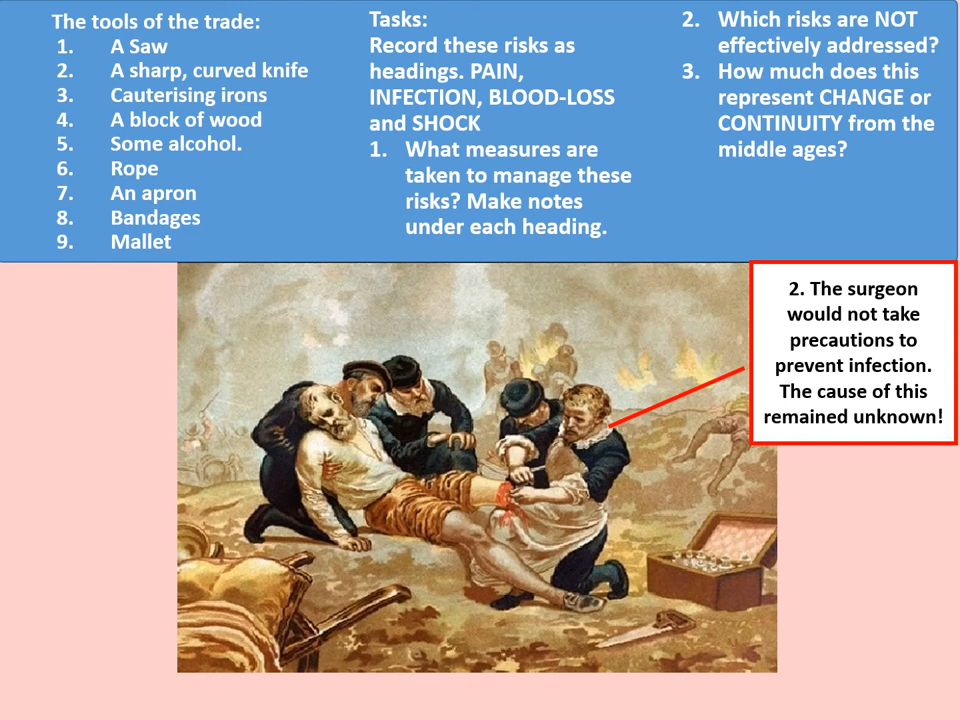 The tools of the trade:
1. A Saw
2. A sharp, curved knife
3. Cauterising irons
4. A block of wood
5. Some alcohol.
6. Rope
7. An apron
8. Bandages
9. Mallet
Tasks:
Record these risks as
headings. PAIN,
INFECTION, BLOOD-LOSS
and SHOCK
1. What measures are
taken to manage these
risks? Make notes
under each heading.
2. Which risks are NOT
effectively addressed?
3. How much does this
represent CHANGE or
CONTINUITY from the
middle ages?
2. The surgeon
would not take
precautions to
prevent infection.
The cause of this
remained unknown!